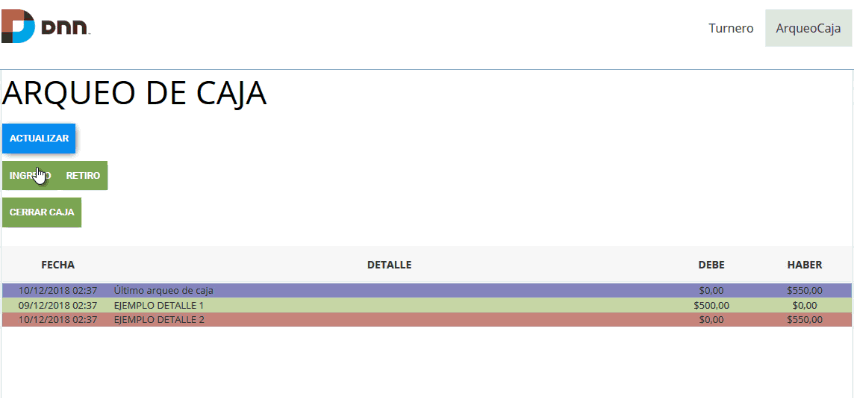 DNN.
Turnero ArqueoCaja
ARQUEO DE CAJA
ACTUALIZAR
INGRESO RETIRO
CERRAR CAJA
FECHA DETALLE DEBE HABER
10/12/2018 02:37 Último arqueo de caja $0,00 $550,00
09/12/2018 02:37 EJEMPLO DETALLE 1 $500,00 $0,00
10/12/2018 02:37 EJEMPLO DETALLE 2 $0,00 $550,00